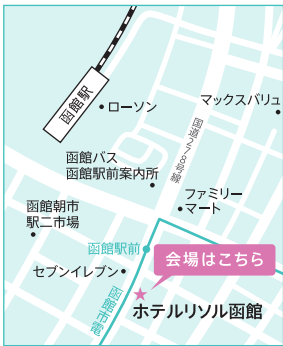 函館駅
ローソン
マックスバリュ
国道278号線
函館バス
函館駅前案内所
ファミリー
マート
函館朝市
駅二市場
函館駅前
会場はこちら
セブンイレブン
函館市電
ホテルリソル函館